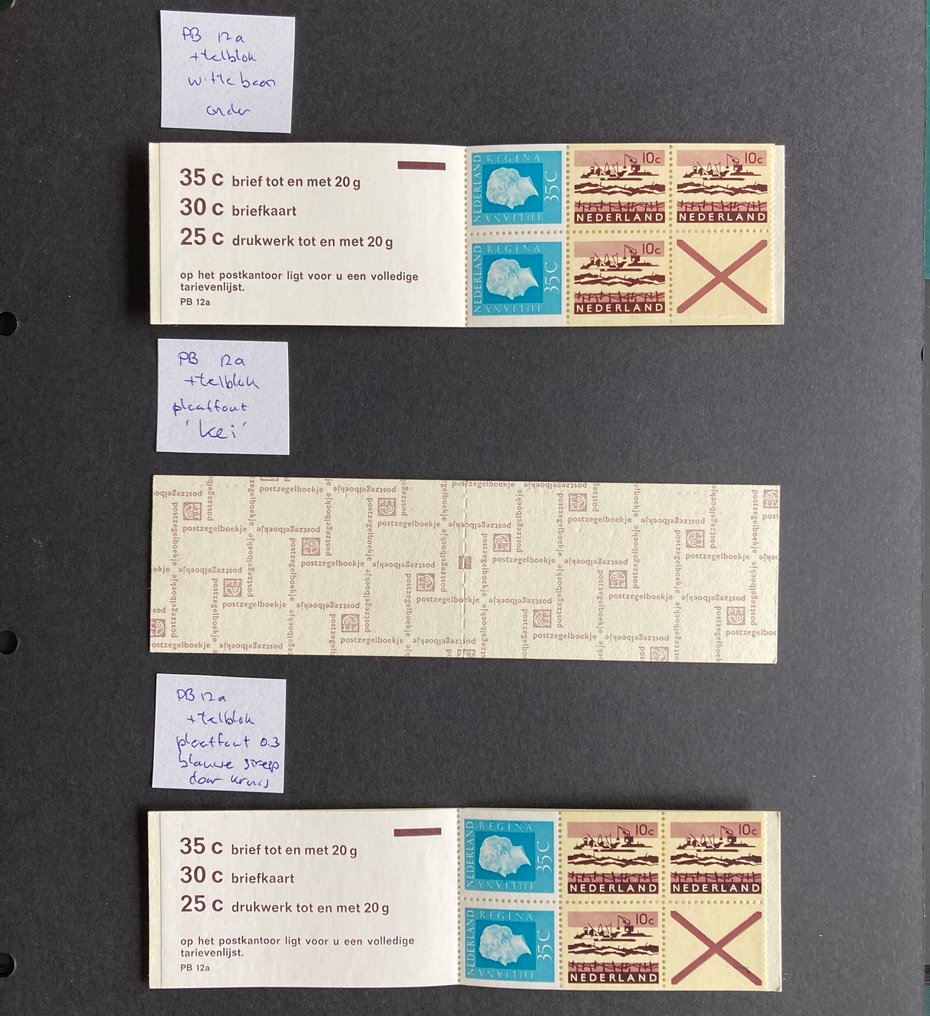 PB 12a
+telblok
witte baan
onder
35 c brief tot en met 20 g
30 c briefkaart
25 c drukwerk tot en met 20 g
op het postkantoor ligt voor u een volledige
tarievenlijst.
PB 12a
NEDERLAND REGINA JULIANA 35C
10c NEDERLAND
10c NEDERLAND
NEDERLAND REGINA JULIANA 35C
10c NEDERLAND
PB 12a
+telblok
plaatfout
'kei'
postzegelboekje postzegelboekje postzegelboekje
PB 12a
+telblok
plaatfout 0.3
blauwe streep
door kruis
35 c brief tot en met 20 g
30 c briefkaart
25 c drukwerk tot en met 20 g
op het postkantoor ligt voor u een volledige
tarievenlijst.
PB 12a
NEDERLAND REGINA JULIANA 35C
10c NEDERLAND
10c NEDERLAND
NEDERLAND REGINA JULIANA 35C
10c NEDERLAND